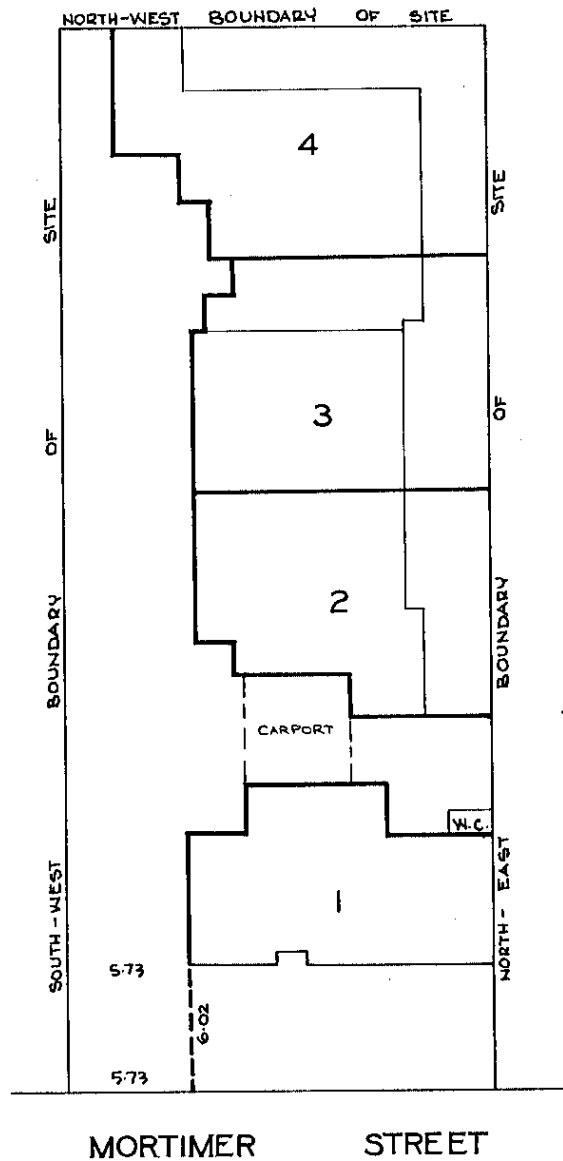 NORTH-WEST BOUNDARY OF SITE
4
SOUTH-WEST BOUNDARY OF SITE
NORTH-EAST BOUNDARY OF SITE
3
2
CARPORT
W.C.
1
5.73
6.02
5.73
MORTIMER STREET